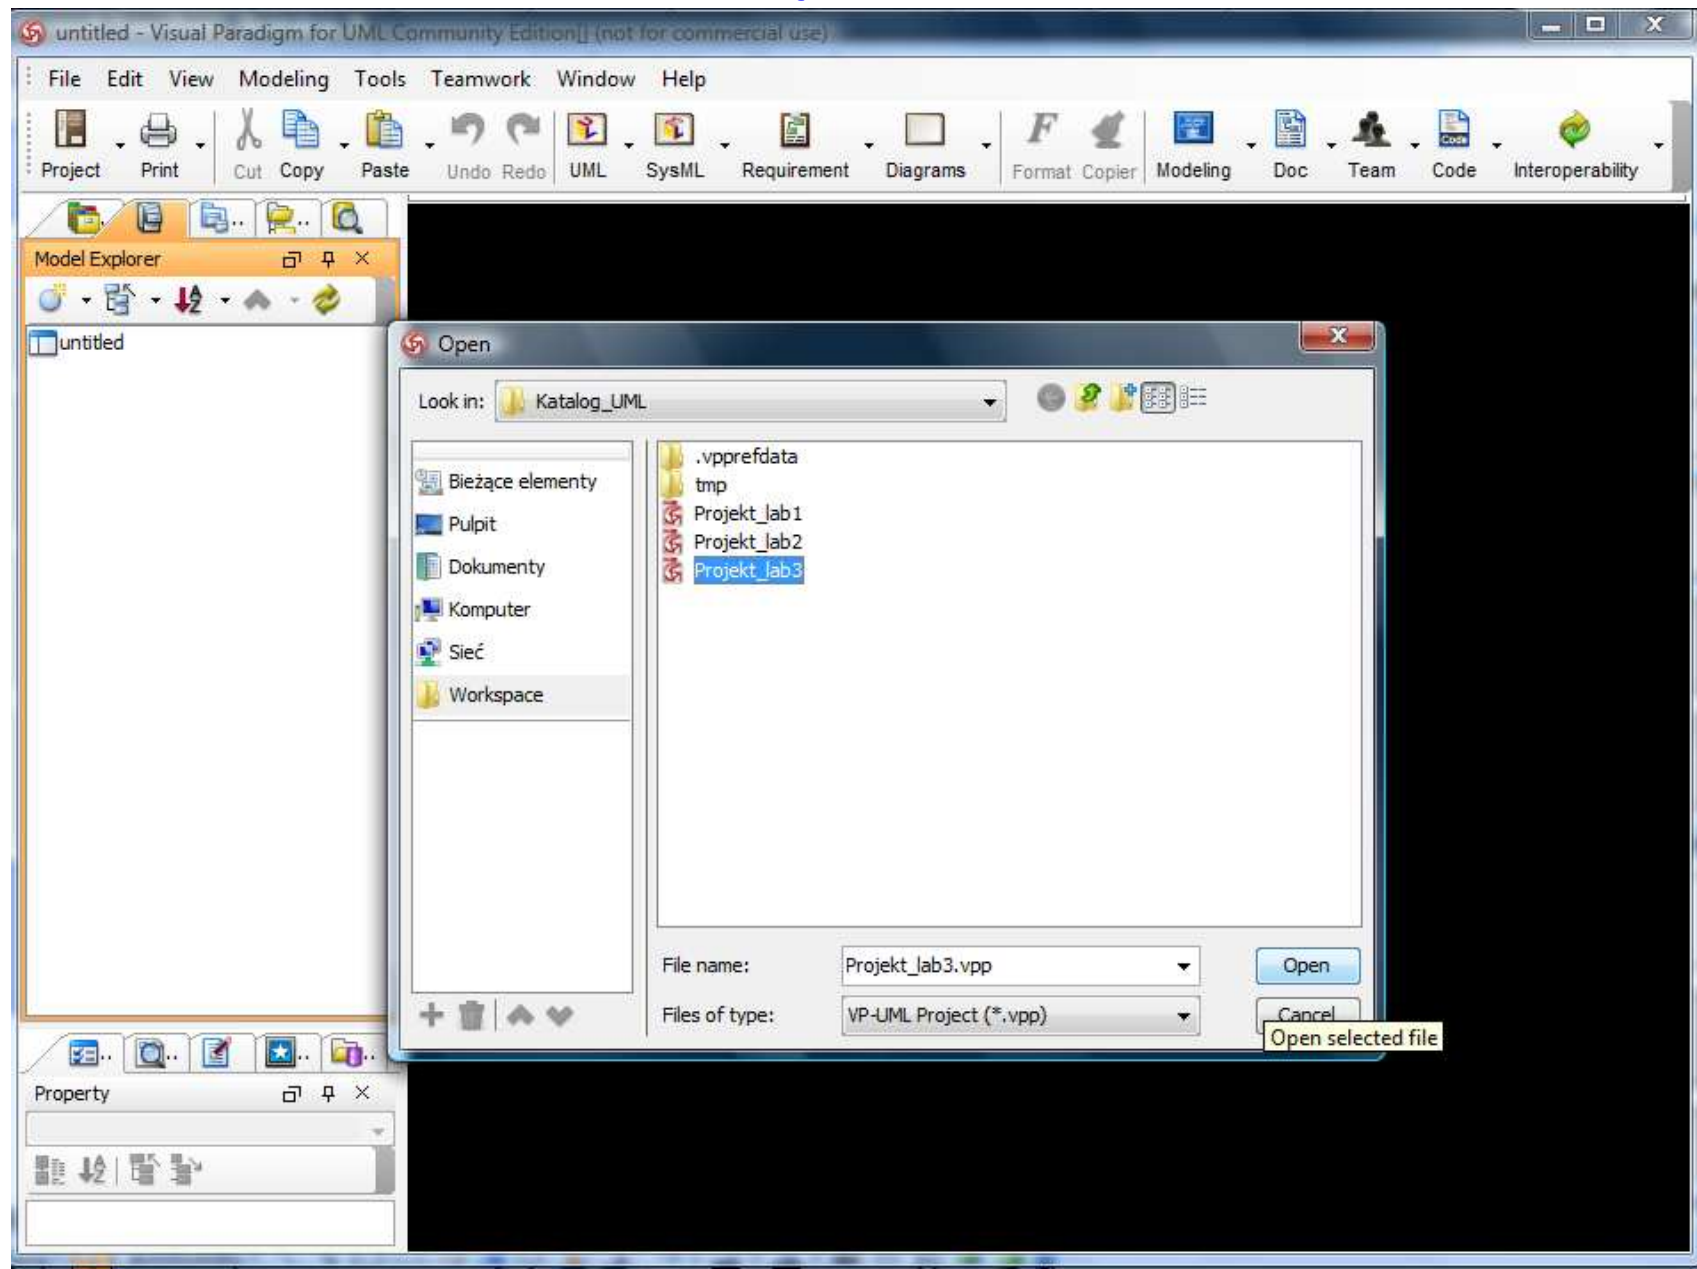 untitled - Visual Paradigm for UML Community Edition[] (not for commercial use)
File Edit View Modeling Tools Teamwork Window Help
Project Print Cut Copy Paste Undo Redo UML SysML Requirement Diagrams Format Copier Modeling Doc Team Code Interoperability
Model Explorer
untitled
Open
Look in: Katalog_UML
Bieżące elementy
Pulpit
Dokumenty
Komputer
Sieć
Workspace
.vpprefdata
tmp
Projekt_lab1
Projekt_lab2
Projekt_lab3
File name: Projekt_lab3.vpp Open
Files of type: VP-UML Project (*.vpp) Cancel
Open selected file
Property